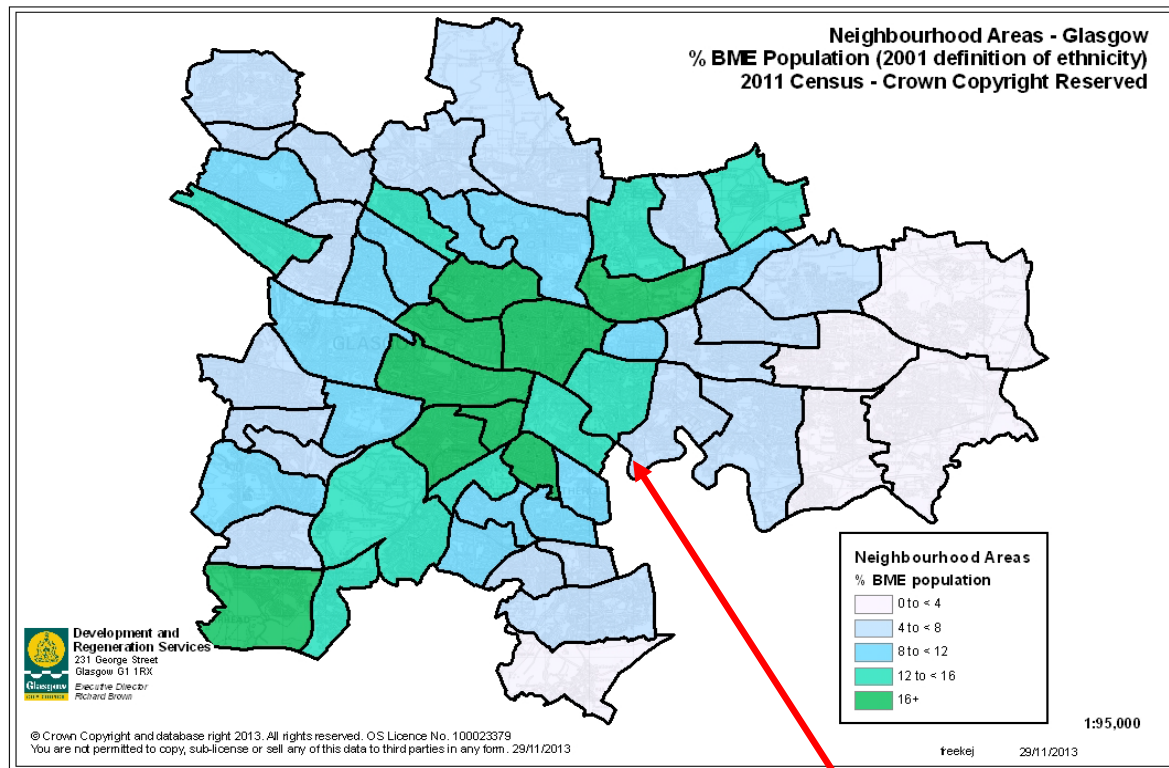 Neighbourhood Areas - Glasgow
% BME Population (2001 definition of ethnicity)
2011 Census - Crown Copyright Reserved
Neighbourhood Areas
% BME population
0 to < 4
4 to < 8
8 to < 12
12 to < 16
16+
Development and
Regeneration Services
231 George Street
Glasgow G1 1RX
Executive Director
Richard Brown
Glasgow
CITY COUNCIL
1:95,000
© Crown Copyright and database right 2013. All rights reserved. OS Licence No. 100023379
You are not permitted to copy, sub-license or sell any of this data to third parties in any form. 29/11/2013
freekej 29/11/2013